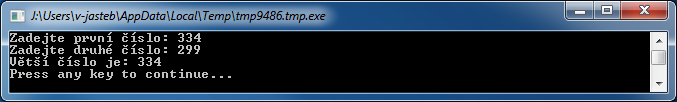 J:\Users\v-jasteb\AppData\Local\Temp\tmp9486.tmp.exe
Zadejte první číslo: 334
Zadejte druhé číslo: 299
Větší číslo je: 334
Press any key to continue...